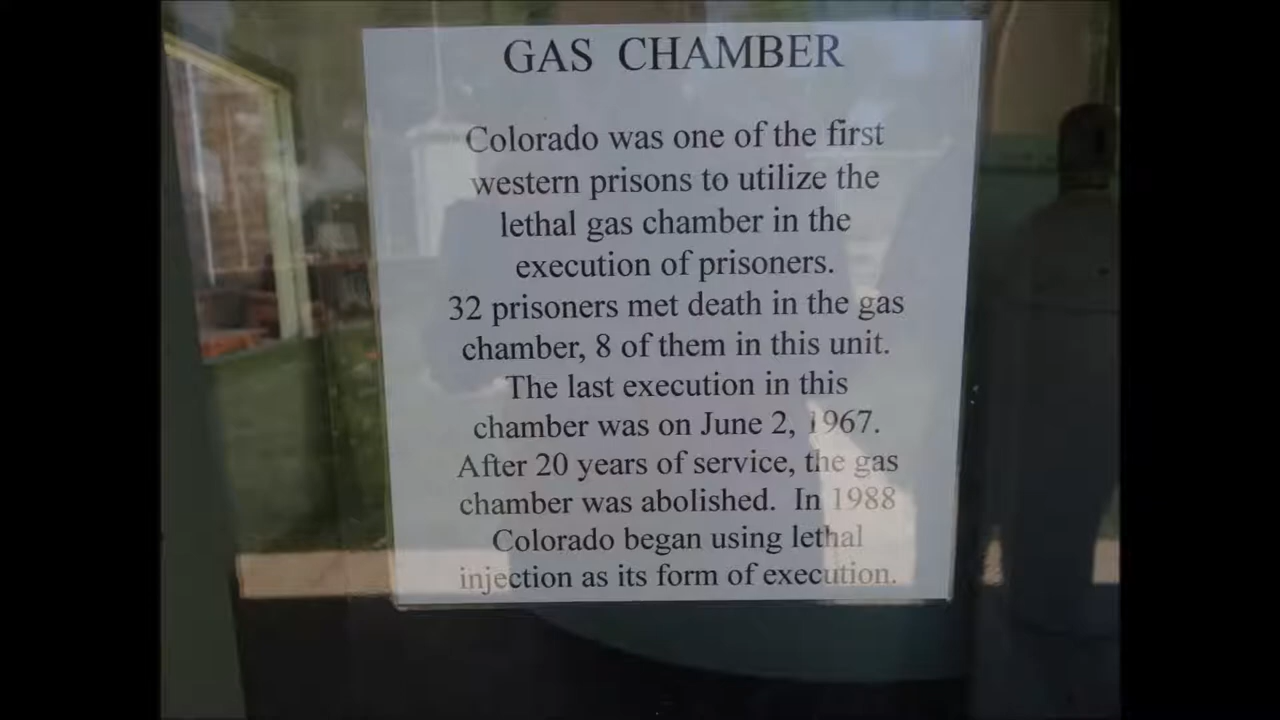 GAS CHAMBER
Colorado was one of the first
western prisons to utilize the
lethal gas chamber in the
execution of prisoners.
32 prisoners met death in the gas
chamber, 8 of them in this unit.
The last execution in this
chamber was on June 2, 1967.
After 20 years of service, the gas
chamber was abolished. In 1988
Colorado began using lethal
injection as its form of execution.